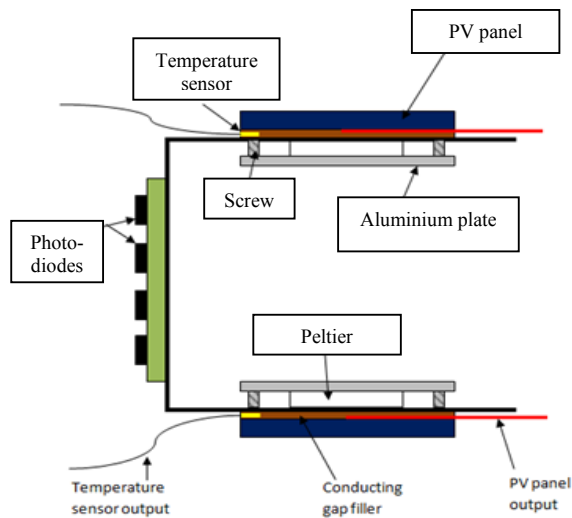 PV panel
Temperature
sensor
Screw
Aluminium plate
Photo-
diodes
Peltier
Temperature
sensor output
Conducting
gap filler
PV panel
output